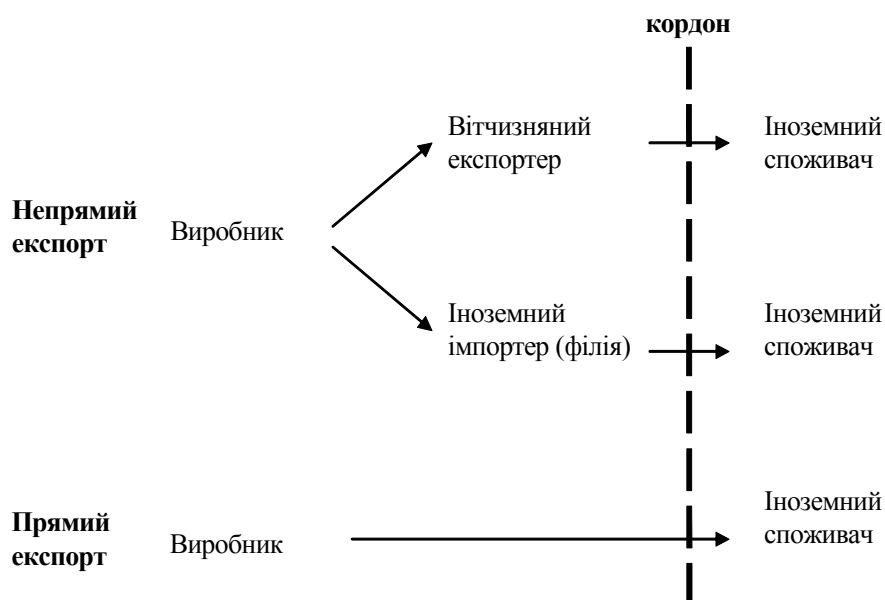 кордон
Вітчизняний
експортер
Іноземний
споживач
Непрямий
експорт
Виробник
Іноземний
імпортер (філія)
Іноземний
споживач
Прямий
експорт
Виробник
Іноземний
споживач